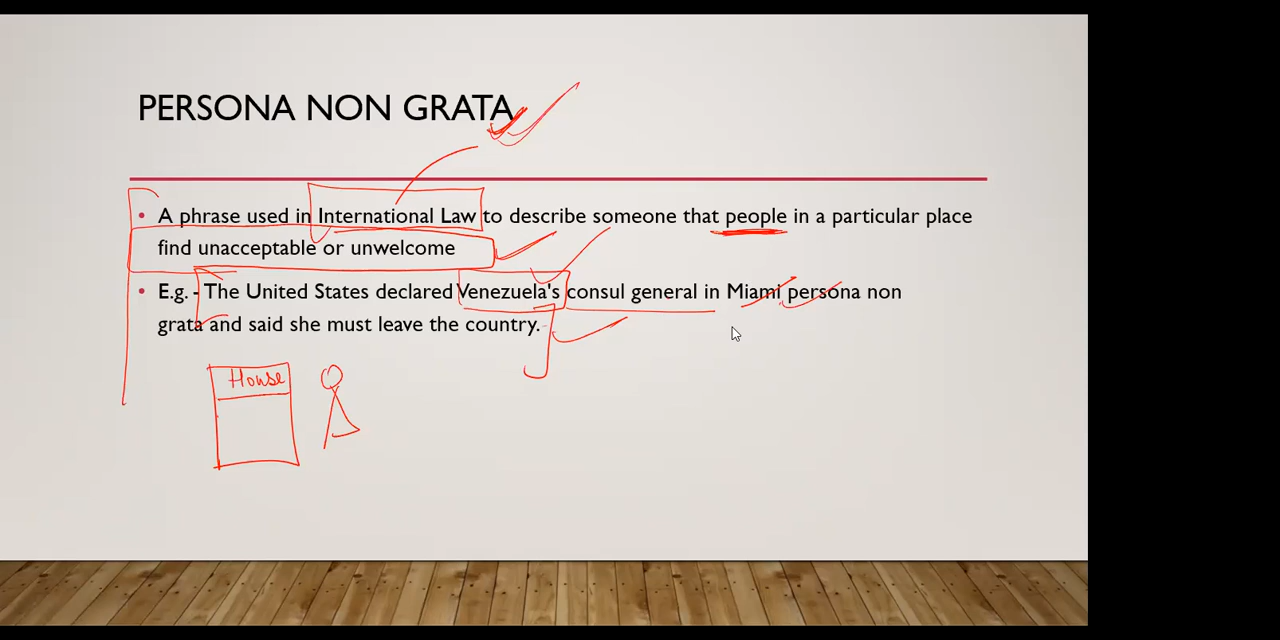 PERSONA NON GRATA
• A phrase used in International Law to describe someone that people in a particular place
find unacceptable or unwelcome
• E.g. - The United States declared Venezuela's consul general in Miami persona non
grata and said she must leave the country.
House